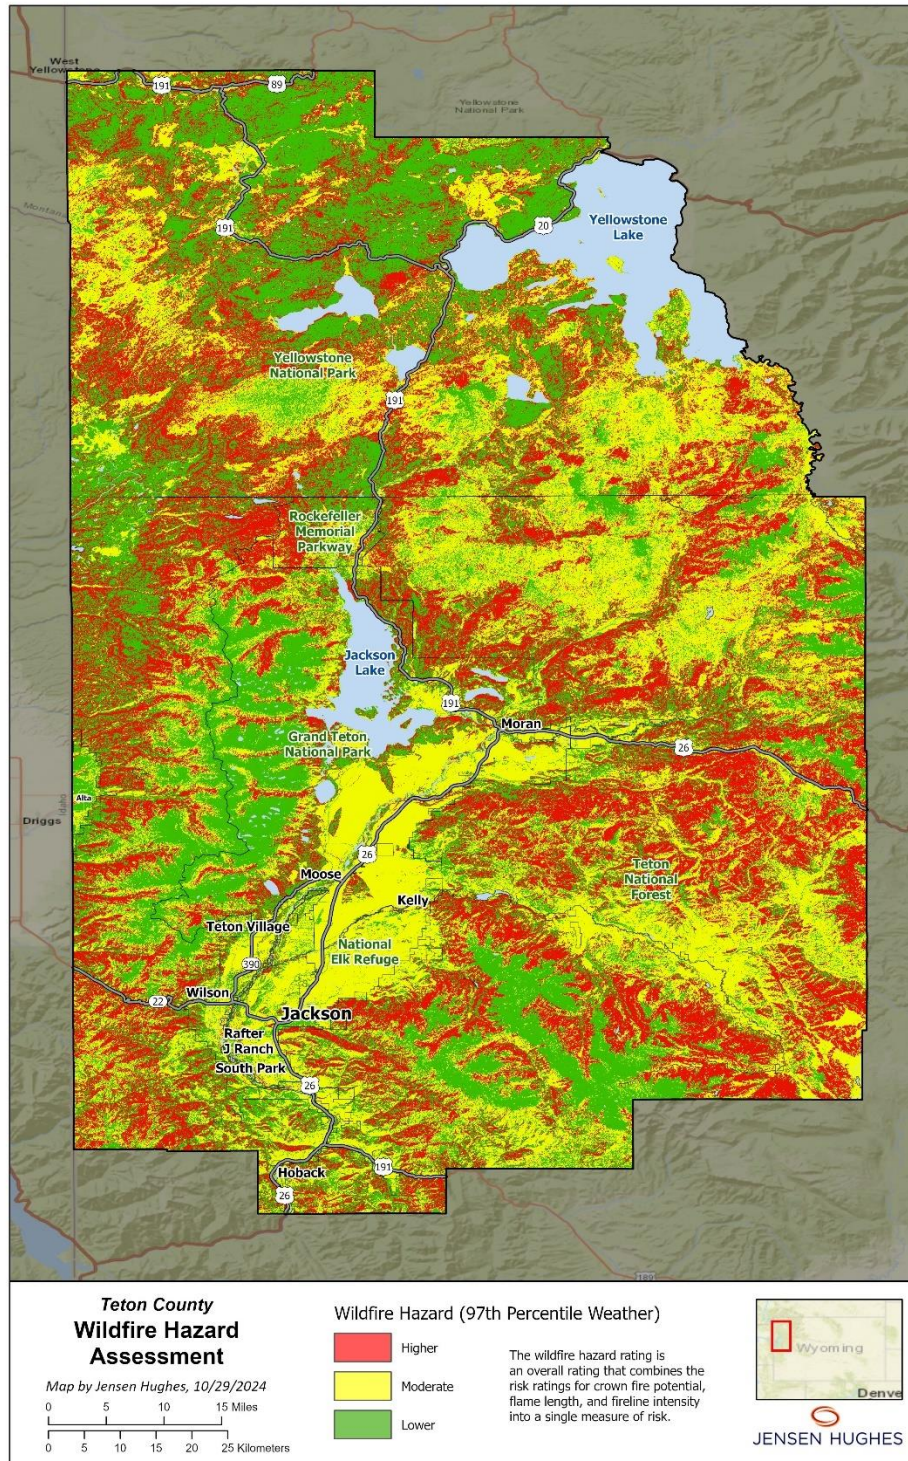 West
Yellowstone
191
89
Yellowstone
National Park
Montana
Yellowstone
Lake
20
191
Yellowstone
National Park
191
Rockefeller
Memorial
Parkway
Jackson
Lake
191
Moran
26
Grand Teton
National Park
Alta
Idaho
Driggs
26
Teton
National
Forest
Moose
Kelly
Teton Village
National
Elk Refuge
390
Wilson
22
Jackson
Rafter
J Ranch
South Park
26
Hoback
191
26
189
Teton County
Wildfire Hazard
Assessment
Map by Jensen Hughes, 10/29/2024
0 5 10 15 Miles
0 5 10 15 20 25 Kilometers
Wildfire Hazard (97th Percentile Weather)
Higher
Moderate
Lower
The wildfire hazard rating is
an overall rating that combines the
risk ratings for crown fire potential,
flame length, and fireline intensity
into a single measure of risk.
Wyoming
Denve
JENSEN HUGHES